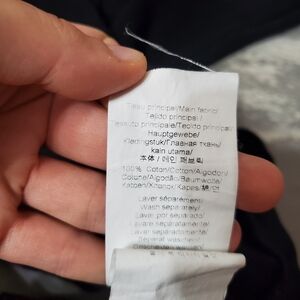 Tissu principal/Main fabric/
Tejido principal /
Tessuto principale/Tecido principal/
Hauptgewebe/
Kledingstuk/Главная ткань/
kain utama/
本体 / 메인 패브릭
100% Coton/Cotton/Algodón/
Cotone/Algodão/Baumwolle/
Katoen/Хлопок/Kapas/綿/면
Laver séparément/
Wash separately/
Lavar por separado/
Lavare separatamente/
Separat waschen/